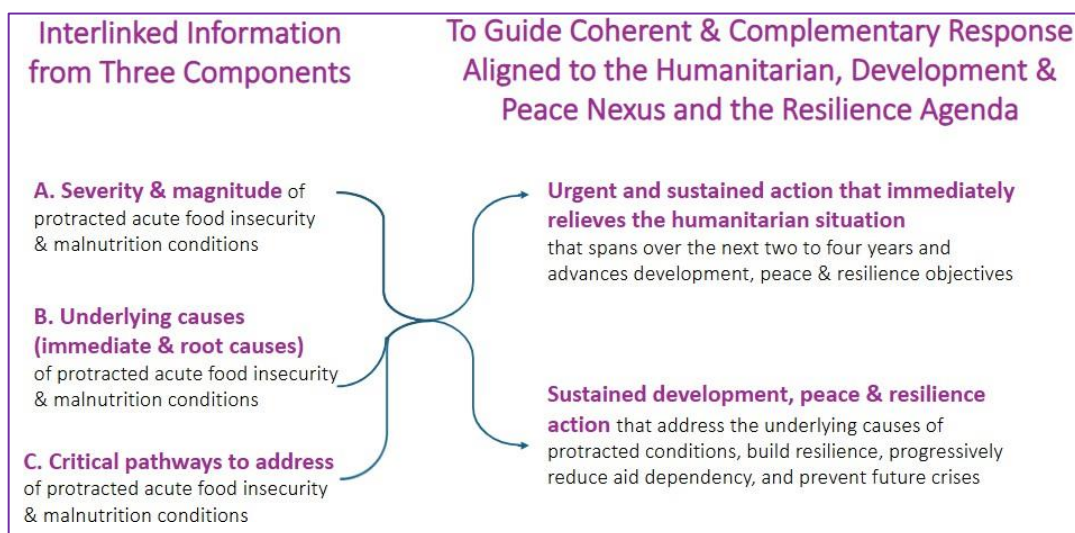 Interlinked Information
from Three Components
To Guide Coherent & Complementary Response
Aligned to the Humanitarian, Development &
Peace Nexus and the Resilience Agenda
A. Severity & magnitude of
protracted acute food insecurity
& malnutrition conditions
B. Underlying causes
(immediate & root causes)
of protracted acute food insecurity
& malnutrition conditions
C. Critical pathways to address
of protracted acute food insecurity
& malnutrition conditions
Urgent and sustained action that immediately
relieves the humanitarian situation
that spans over the next two to four years and
advances development, peace & resilience objectives
Sustained development, peace & resilience
action that address the underlying causes of
protracted conditions, build resilience, progressively
reduce aid dependency, and prevent future crises